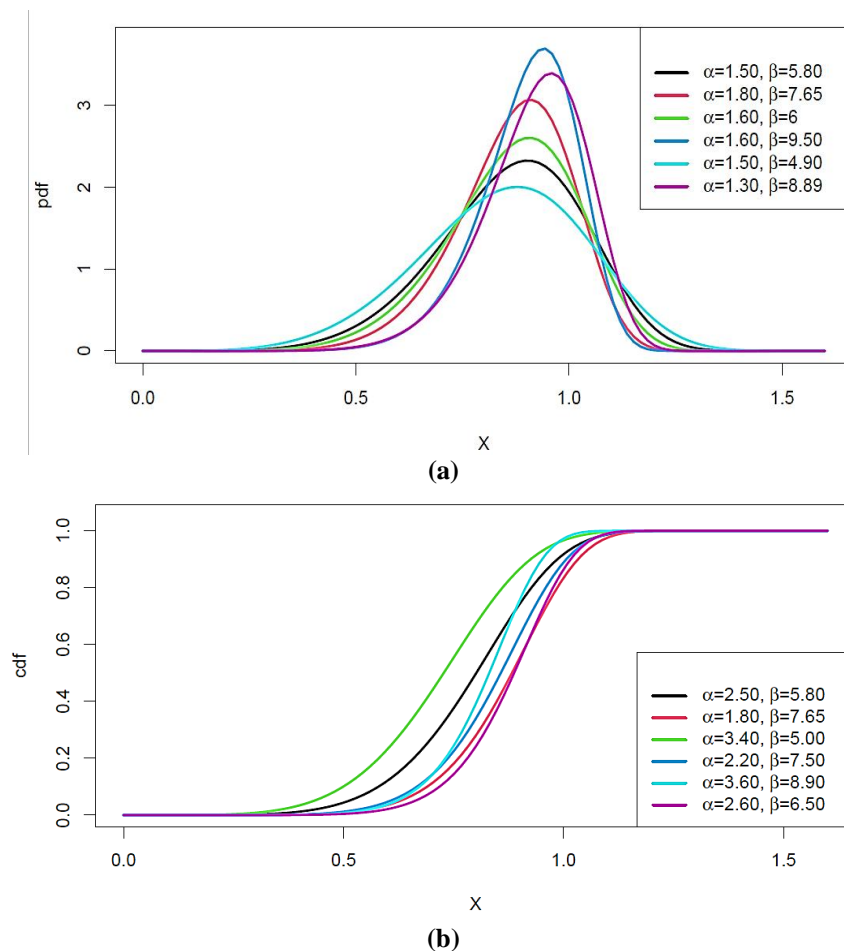 pdf
0
1
2
3
α=1.50, β=5.80
α=1.80, β=7.65
α=1.60, β=6
α=1.60, β=9.50
α=1.50, β=4.90
α=1.30, β=8.89
0.0 0.5 1.0 1.5
X
(a)
cdf
0.0
0.2
0.4
0.6
0.8
1.0
α=2.50, β=5.80
α=1.80, β=7.65
α=3.40, β=5.00
α=2.20, β=7.50
α=3.60, β=8.90
α=2.60, β=6.50
0.0 0.5 1.0 1.5
X
(b)